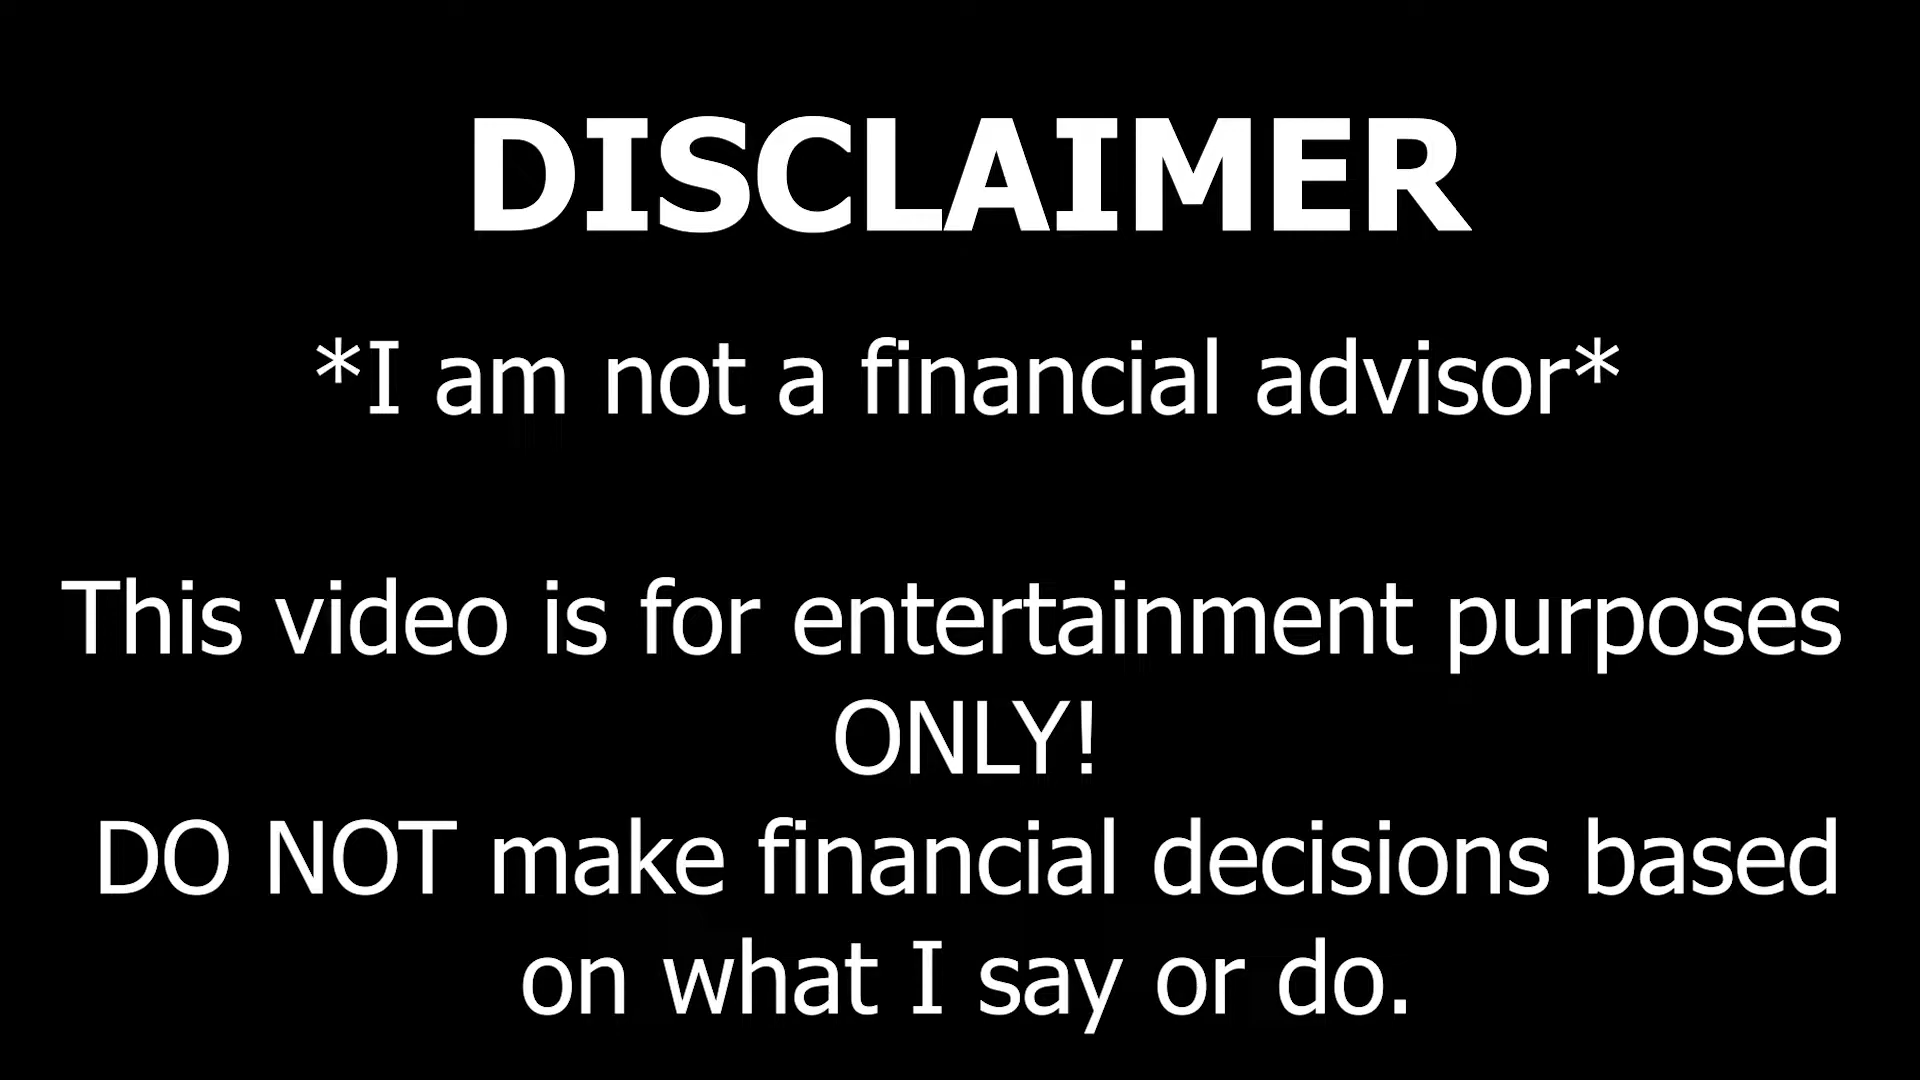 DISCLAIMER
*I am not a financial advisor*
This video is for entertainment purposes
ONLY!
DO NOT make financial decisions based
on what I say or do.